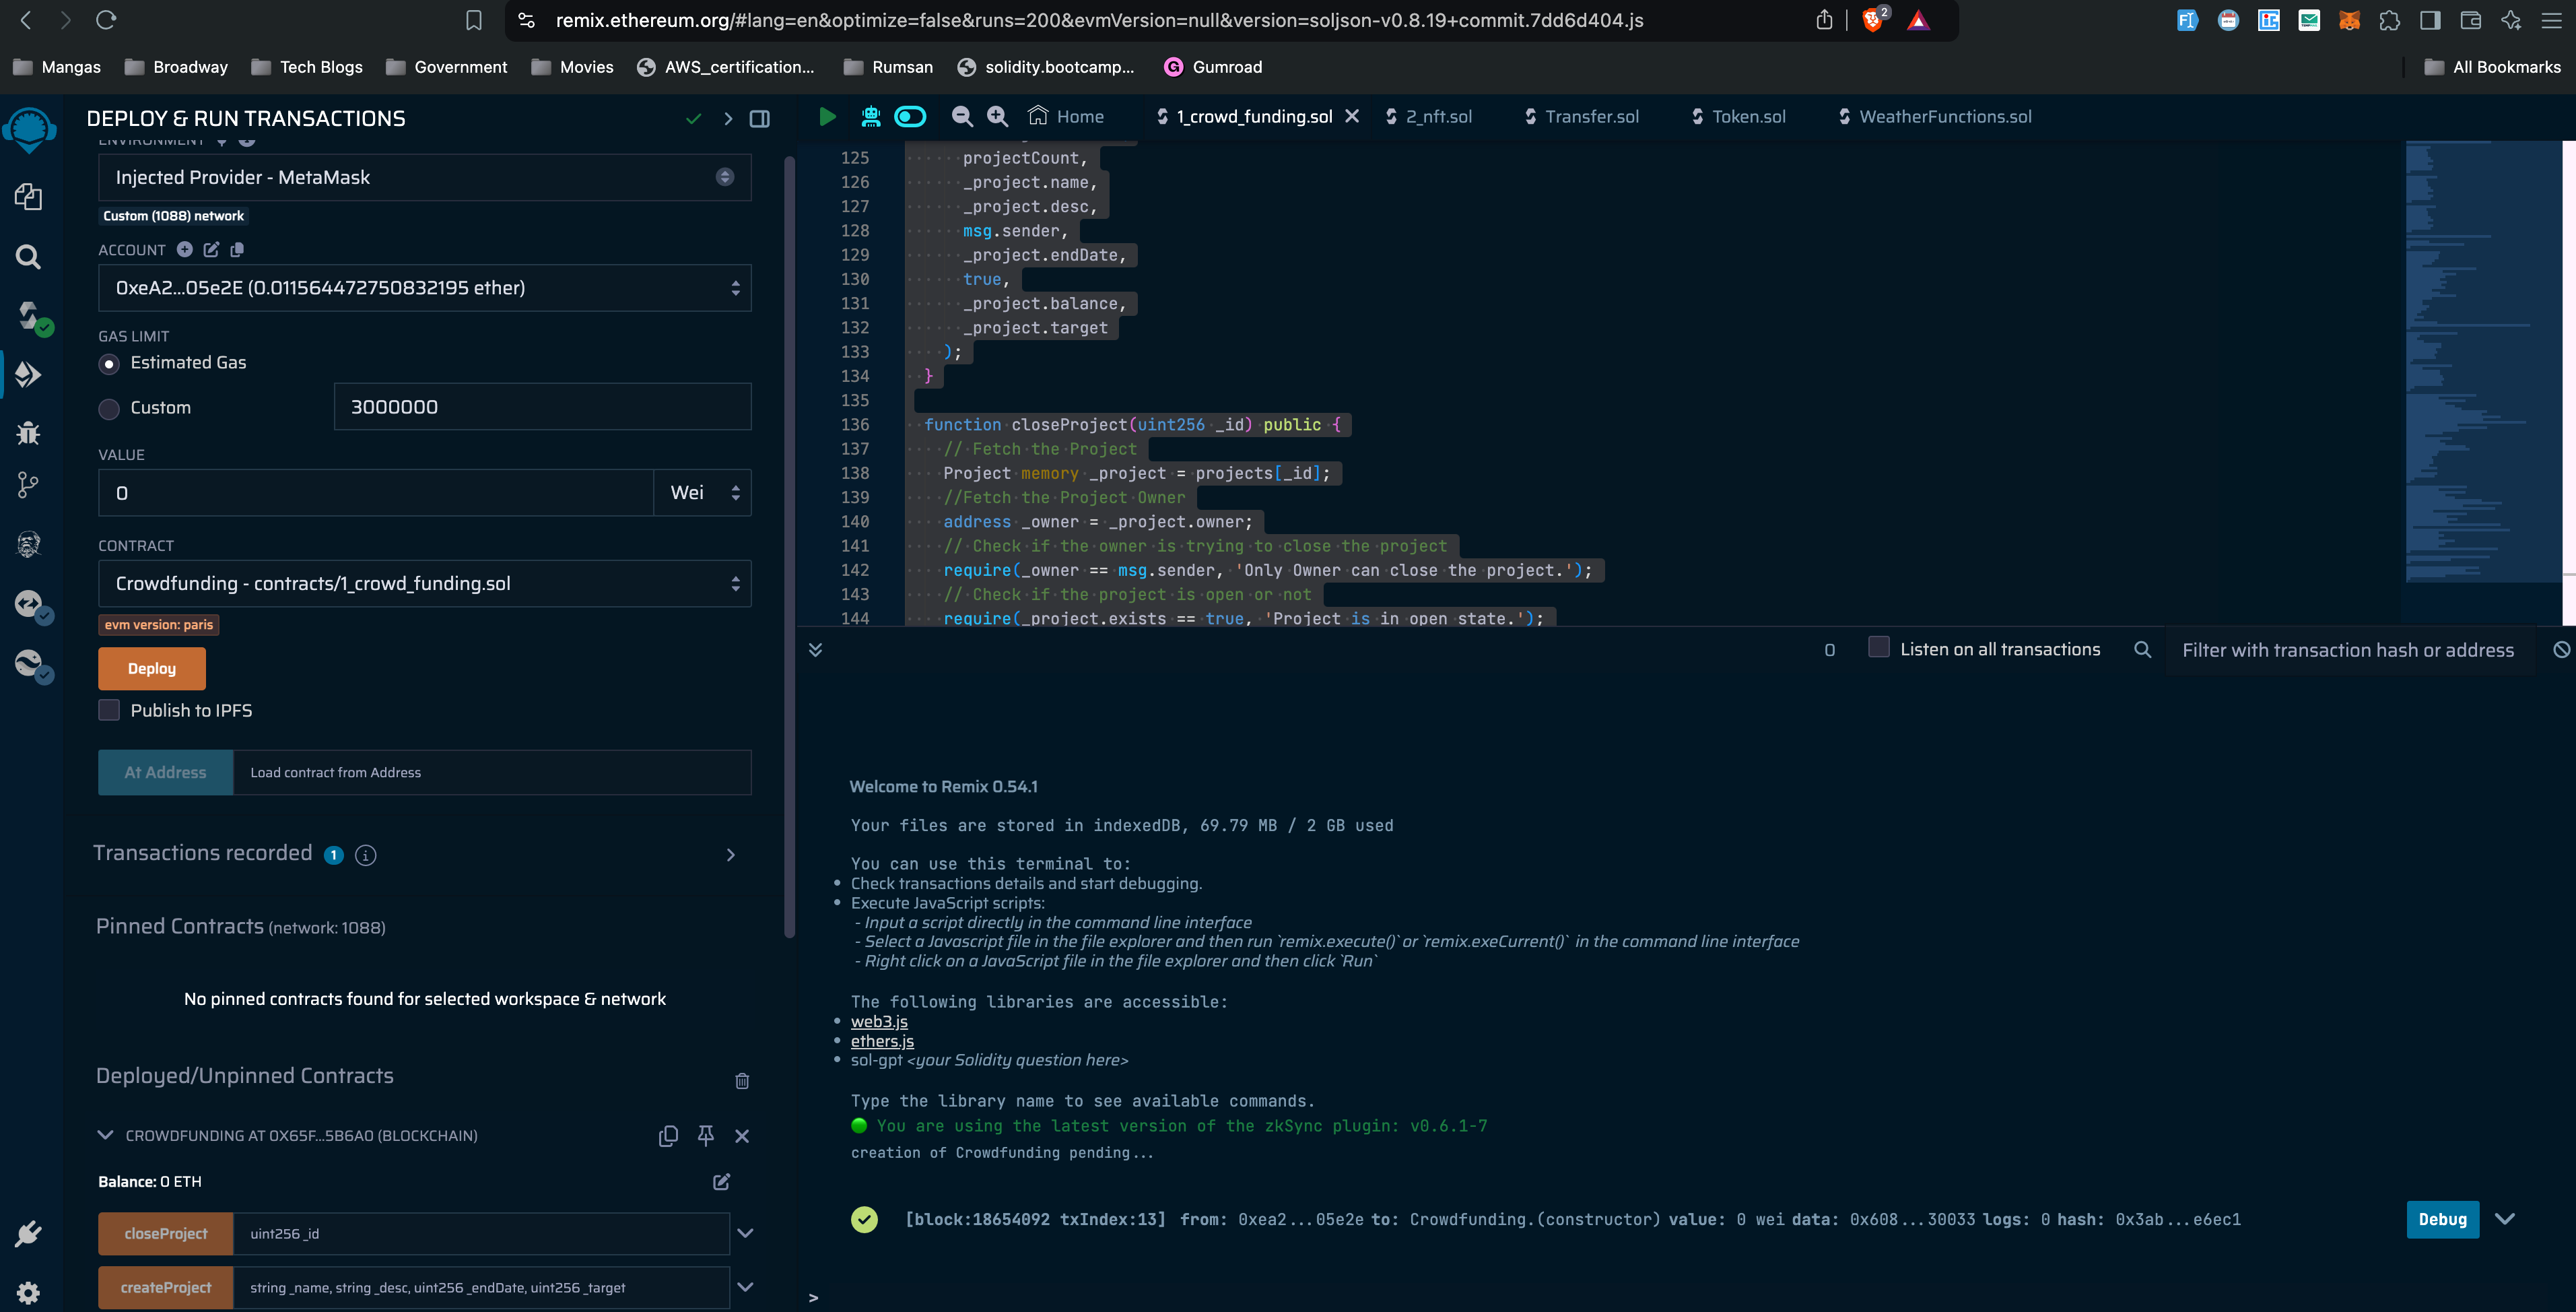 remix.ethereum.org/#lang=en&optimize=false&runs=200&evmVersion=null&version=soljson-v0.8.19+commit.7dd6d404.js
2
Mangas Broadway Tech Blogs Government Movies AWS_certification... Rumsan solidity.bootcamp... Gumroad All Bookmarks
DEPLOY & RUN TRANSACTIONS
ENVIRONMENT
Injected Provider - MetaMask
Custom (1088) network
ACCOUNT
0xeA2...05e2E (0.011564472750832195 ether)
GAS LIMIT
Estimated Gas
Custom 3000000
VALUE
0 Wei
CONTRACT
Crowdfunding - contracts/1_crowd_funding.sol
evm version: paris
Deploy
Publish to IPFS
At Address Load contract from Address
Transactions recorded 1 i
Pinned Contracts (network: 1088)
No pinned contracts found for selected workspace & network
Deployed/Unpinned Contracts
CROWDFUNDING AT 0X65F...5B6A0 (BLOCKCHAIN)
Balance: 0 ETH
closeProject uint256 _id
createProject string _name, string _desc, uint256 _endDate, uint256 _target
Home 1_crowd_funding.sol 2_nft.sol Transfer.sol Token.sol WeatherFunctions.sol
125 projectCount,
126 _project.name,
127 _project.desc,
128 msg.sender,
129 _project.endDate,
130 true,
131 _project.balance,
132 _project.target
133 );
134 }
135
136 function closeProject(uint256 _id) public {
137 // Fetch the Project
138 Project memory _project = projects[_id];
139 //Fetch the Project Owner
140 address _owner = _project.owner;
141 // Check if the owner is trying to close the project
142 require(_owner == msg.sender, 'Only Owner can close the project.');
143 // Check if the project is open or not
144 require(_project.exists == true, 'Project is in open state.');
0 Listen on all transactions Filter with transaction hash or address
Welcome to Remix 0.54.1
Your files are stored in indexedDB, 69.79 MB / 2 GB used
You can use this terminal to:
• Check transactions details and start debugging.
• Execute JavaScript scripts:
- Input a script directly in the command line interface
- Select a Javascript file in the file explorer and then run `remix.execute()` or `remix.exeCurrent()` in the command line interface
- Right click on a JavaScript file in the file explorer and then click `Run`
The following libraries are accessible:
• web3.js
• ethers.js
• sol-gpt <your Solidity question here>
Type the library name to see available commands.
You are using the latest version of the zkSync plugin: v0.6.1-7
creation of Crowdfunding pending...
[block:18654092 txIndex:13] from: 0xea2...05e2e to: Crowdfunding.(constructor) value: 0 wei data: 0x608...30033 logs: 0 hash: 0x3ab...e6ec1
Debug
>